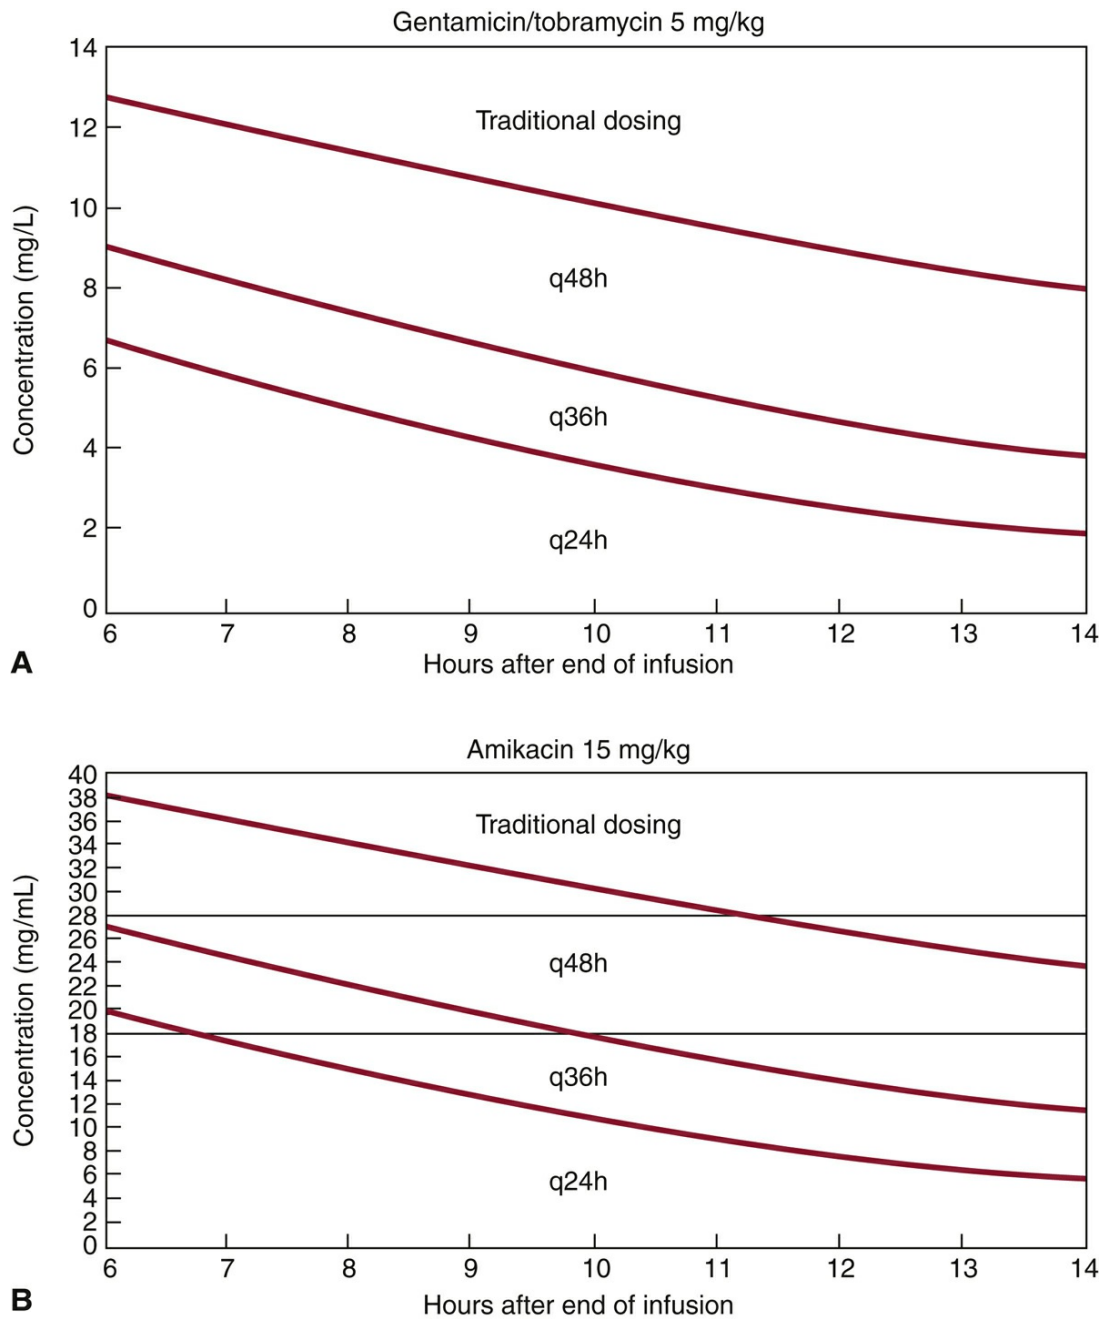 Gentamicin/tobramycin 5 mg/kg
14
12
10
8
6
4
2
0
Concentration (mg/L)
Traditional dosing
q48h
q36h
q24h
6 7 8 9 10 11 12 13 14
Hours after end of infusion
A
Amikacin 15 mg/kg
40
38
36
34
32
30
28
26
24
22
20
18
16
14
12
10
8
6
4
2
0
Concentration (mg/mL)
Traditional dosing
q48h
q36h
q24h
6 7 8 9 10 11 12 13 14
Hours after end of infusion
B